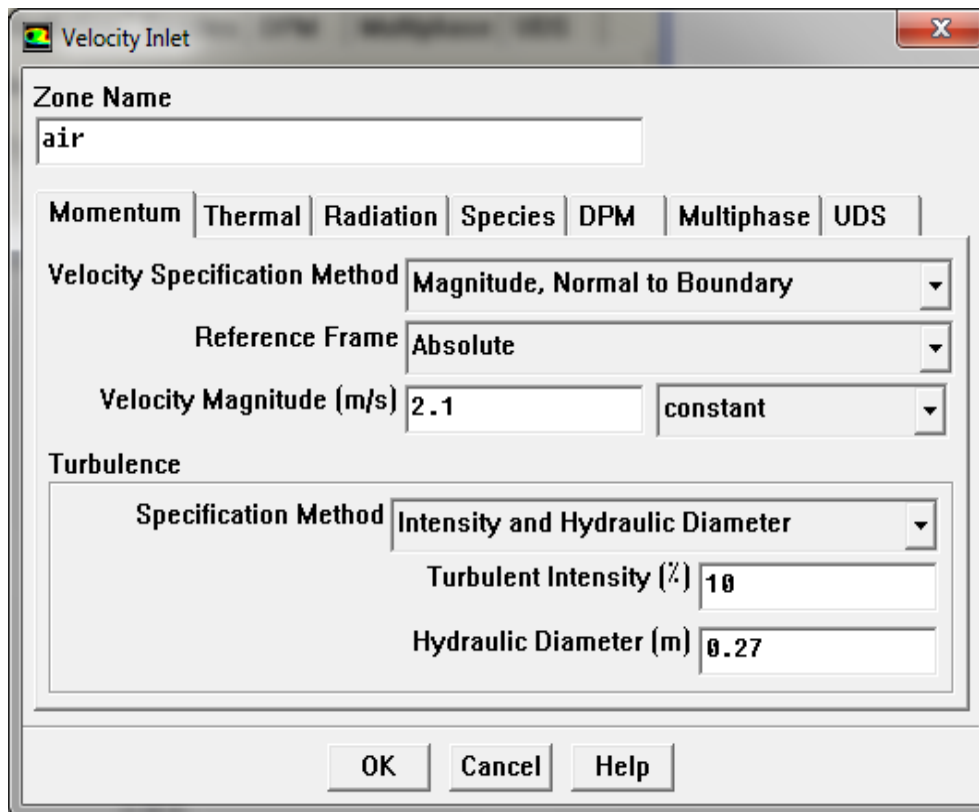 Velocity Inlet
Zone Name
air
Momentum Thermal Radiation Species DPM Multiphase UDS
Velocity Specification Method Magnitude, Normal to Boundary
Reference Frame Absolute
Velocity Magnitude (m/s) 2.1 constant
Turbulence
Specification Method Intensity and Hydraulic Diameter
Turbulent Intensity (%) 10
Hydraulic Diameter (m) 0.27
OK Cancel Help